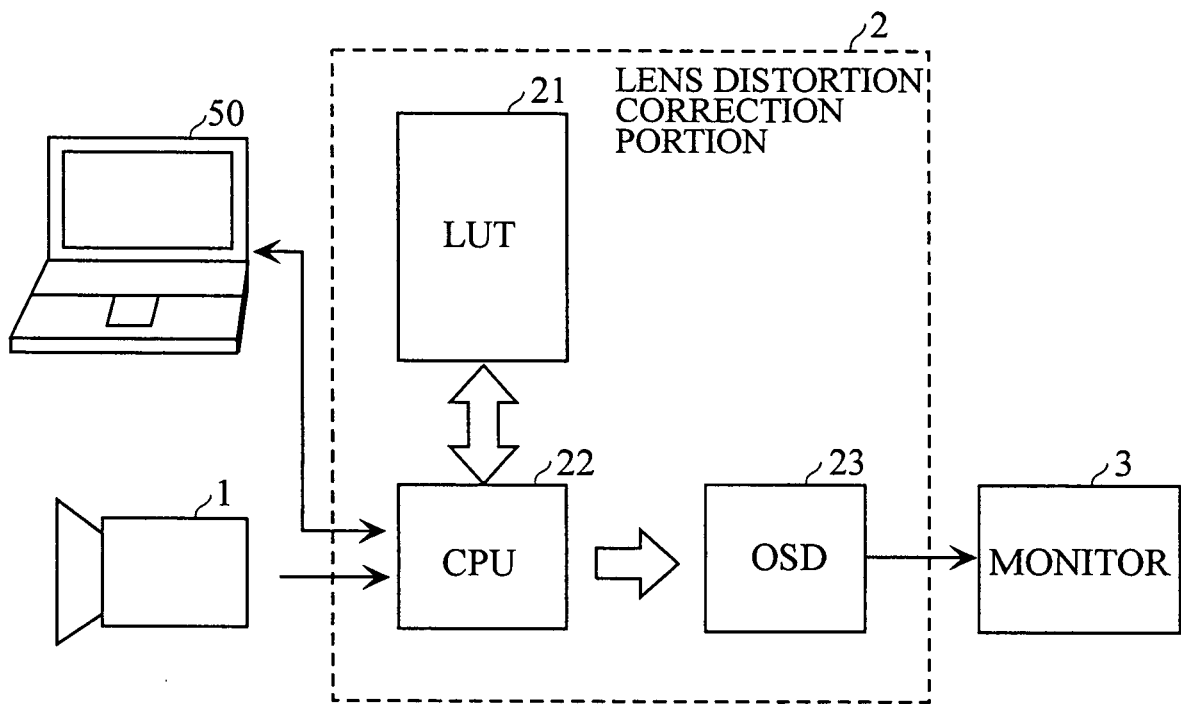 2
LENS DISTORTION
CORRECTION
PORTION
21
50
LUT
22
23
3
1
CPU
OSD
MONITOR